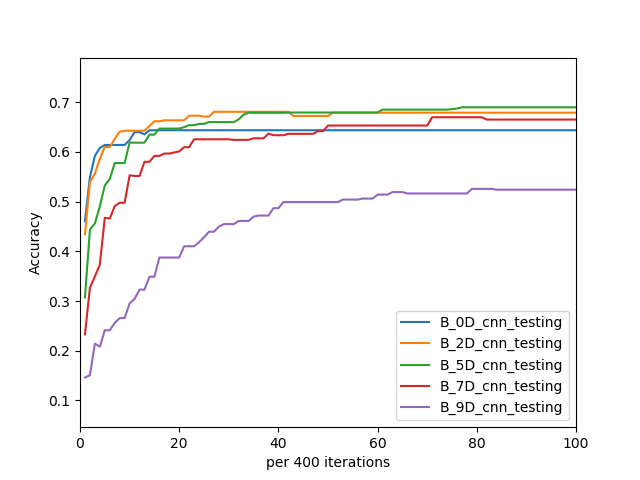 0.7
0.6
0.5
0.4
0.3
0.2
0.1
Accuracy
0 20 40 60 80 100
per 400 iterations
B_0D_cnn_testing
B_2D_cnn_testing
B_5D_cnn_testing
B_7D_cnn_testing
B_9D_cnn_testing